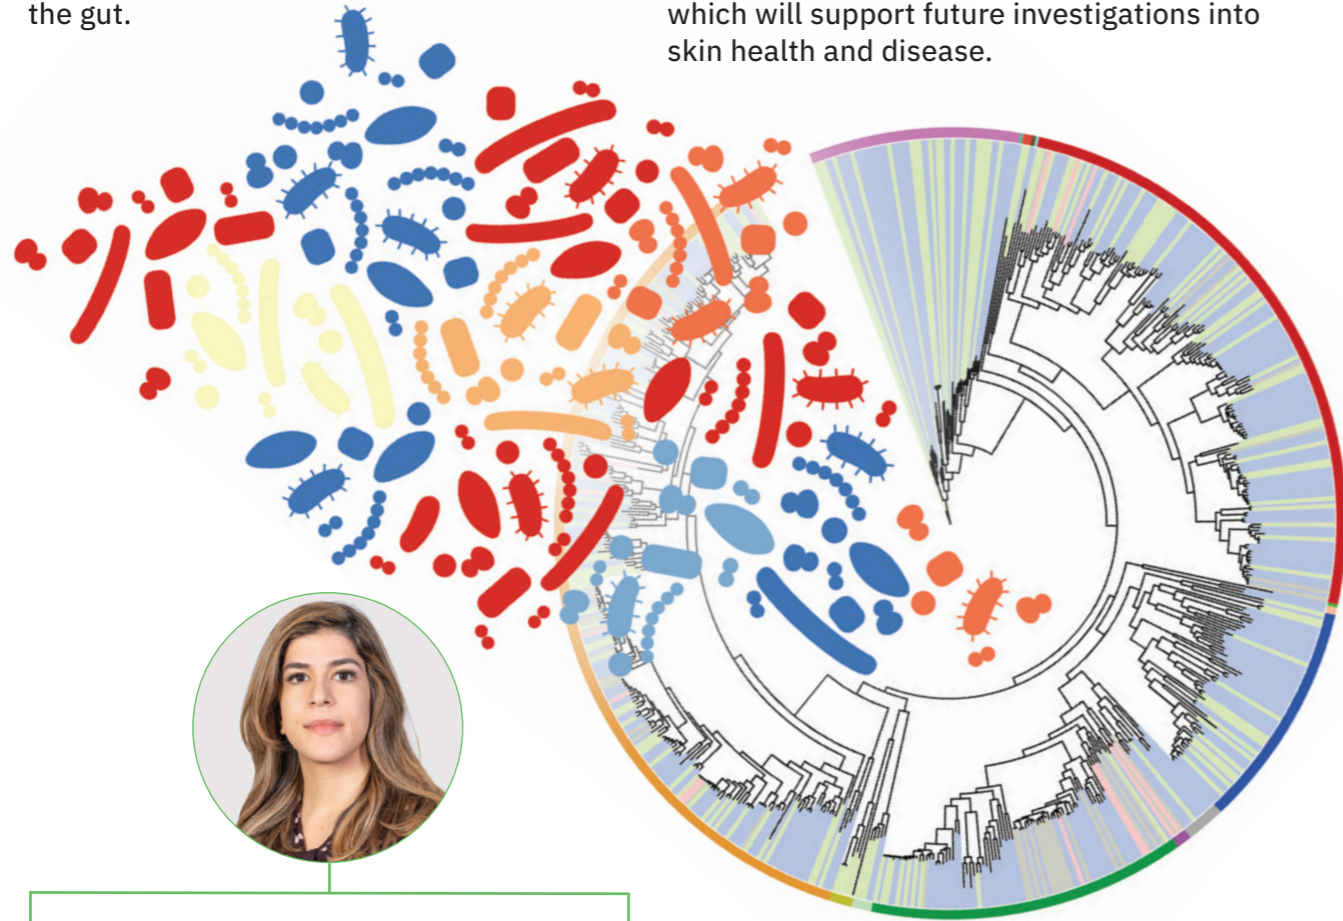 the gut.
which will support future investigations into
skin health and disease.